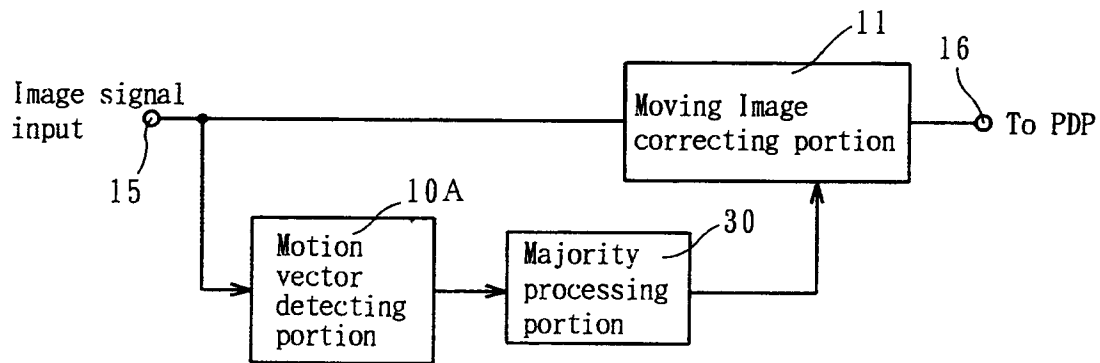 11
16
Image signal
input
15
Moving Image
correcting portion
To PDP
10A
30
Motion
vector
detecting
portion
Majority
processing
portion